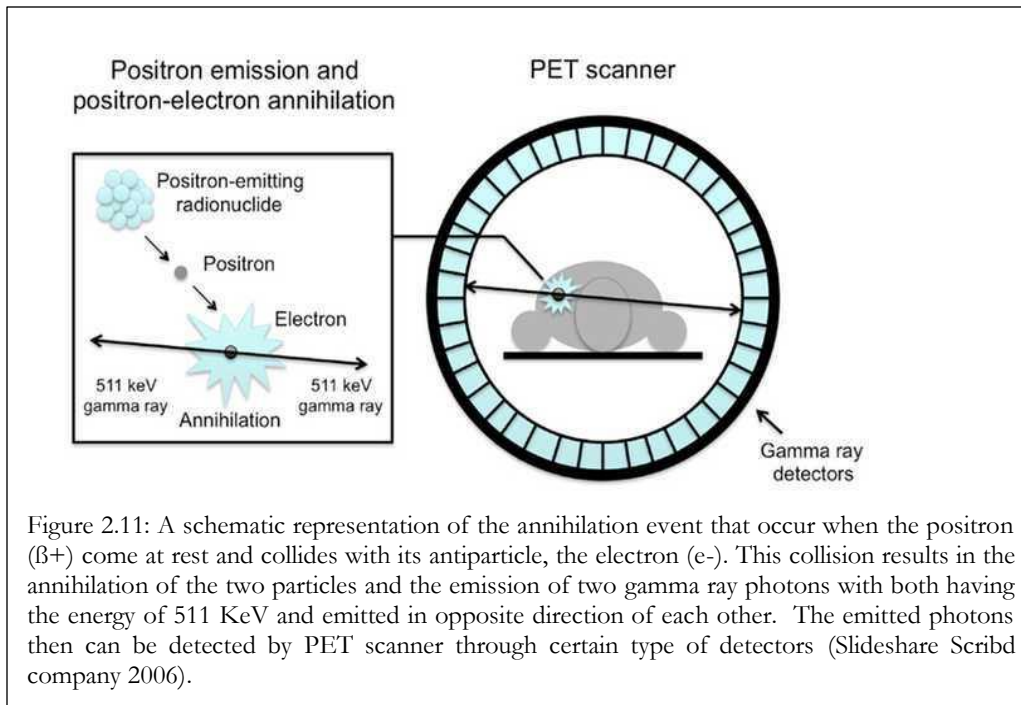 Positron emission and
positron-electron annihilation
Positron-emitting
radionuclide
Positron
Electron
511 keV
gamma ray
511 keV
gamma ray
Annihilation
PET scanner
Gamma ray
detectors
Figure 2.11: A schematic representation of the annihilation event that occur when the positron
(ß+) come at rest and collides with its antiparticle, the electron (e-). This collision results in the
annihilation of the two particles and the emission of two gamma ray photons with both having
the energy of 511 KeV and emitted in opposite direction of each other. The emitted photons
then can be detected by PET scanner through certain type of detectors (Slideshare Scribd
company 2006).